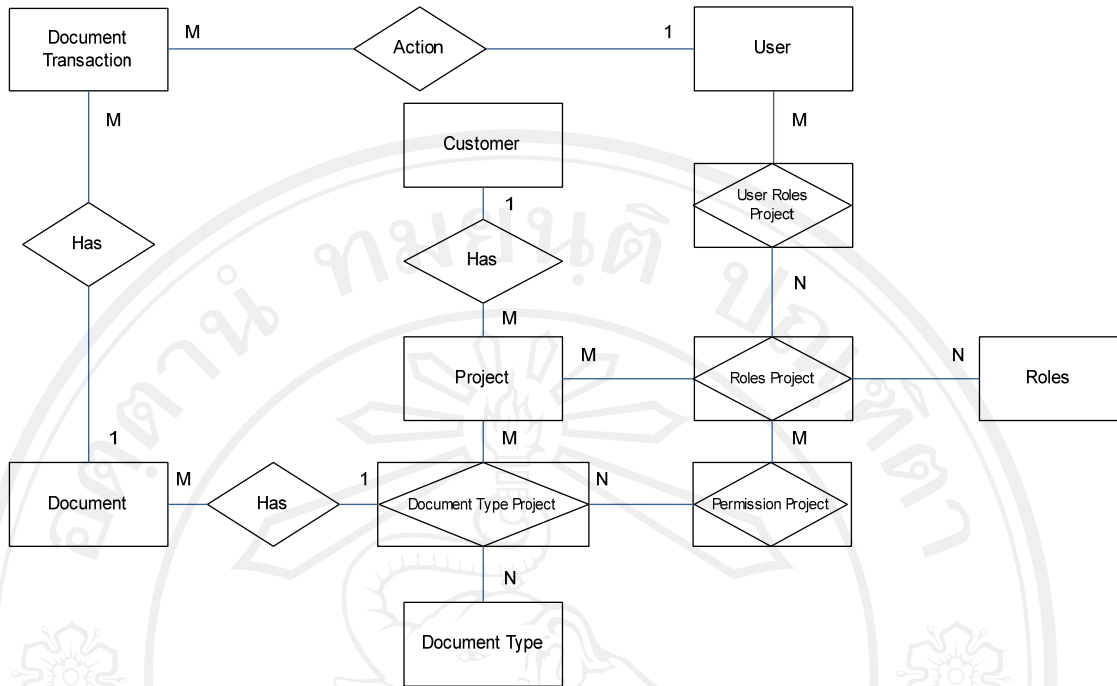 Document
Transaction
M
Action
1
User
M
M
Customer
1
User Roles
Project
Has
Has
N
M
Project
M
Roles Project
N
Roles
1
M
M
Document
M
Has
1
Document Type Project
N
Permission Project
N
Document Type